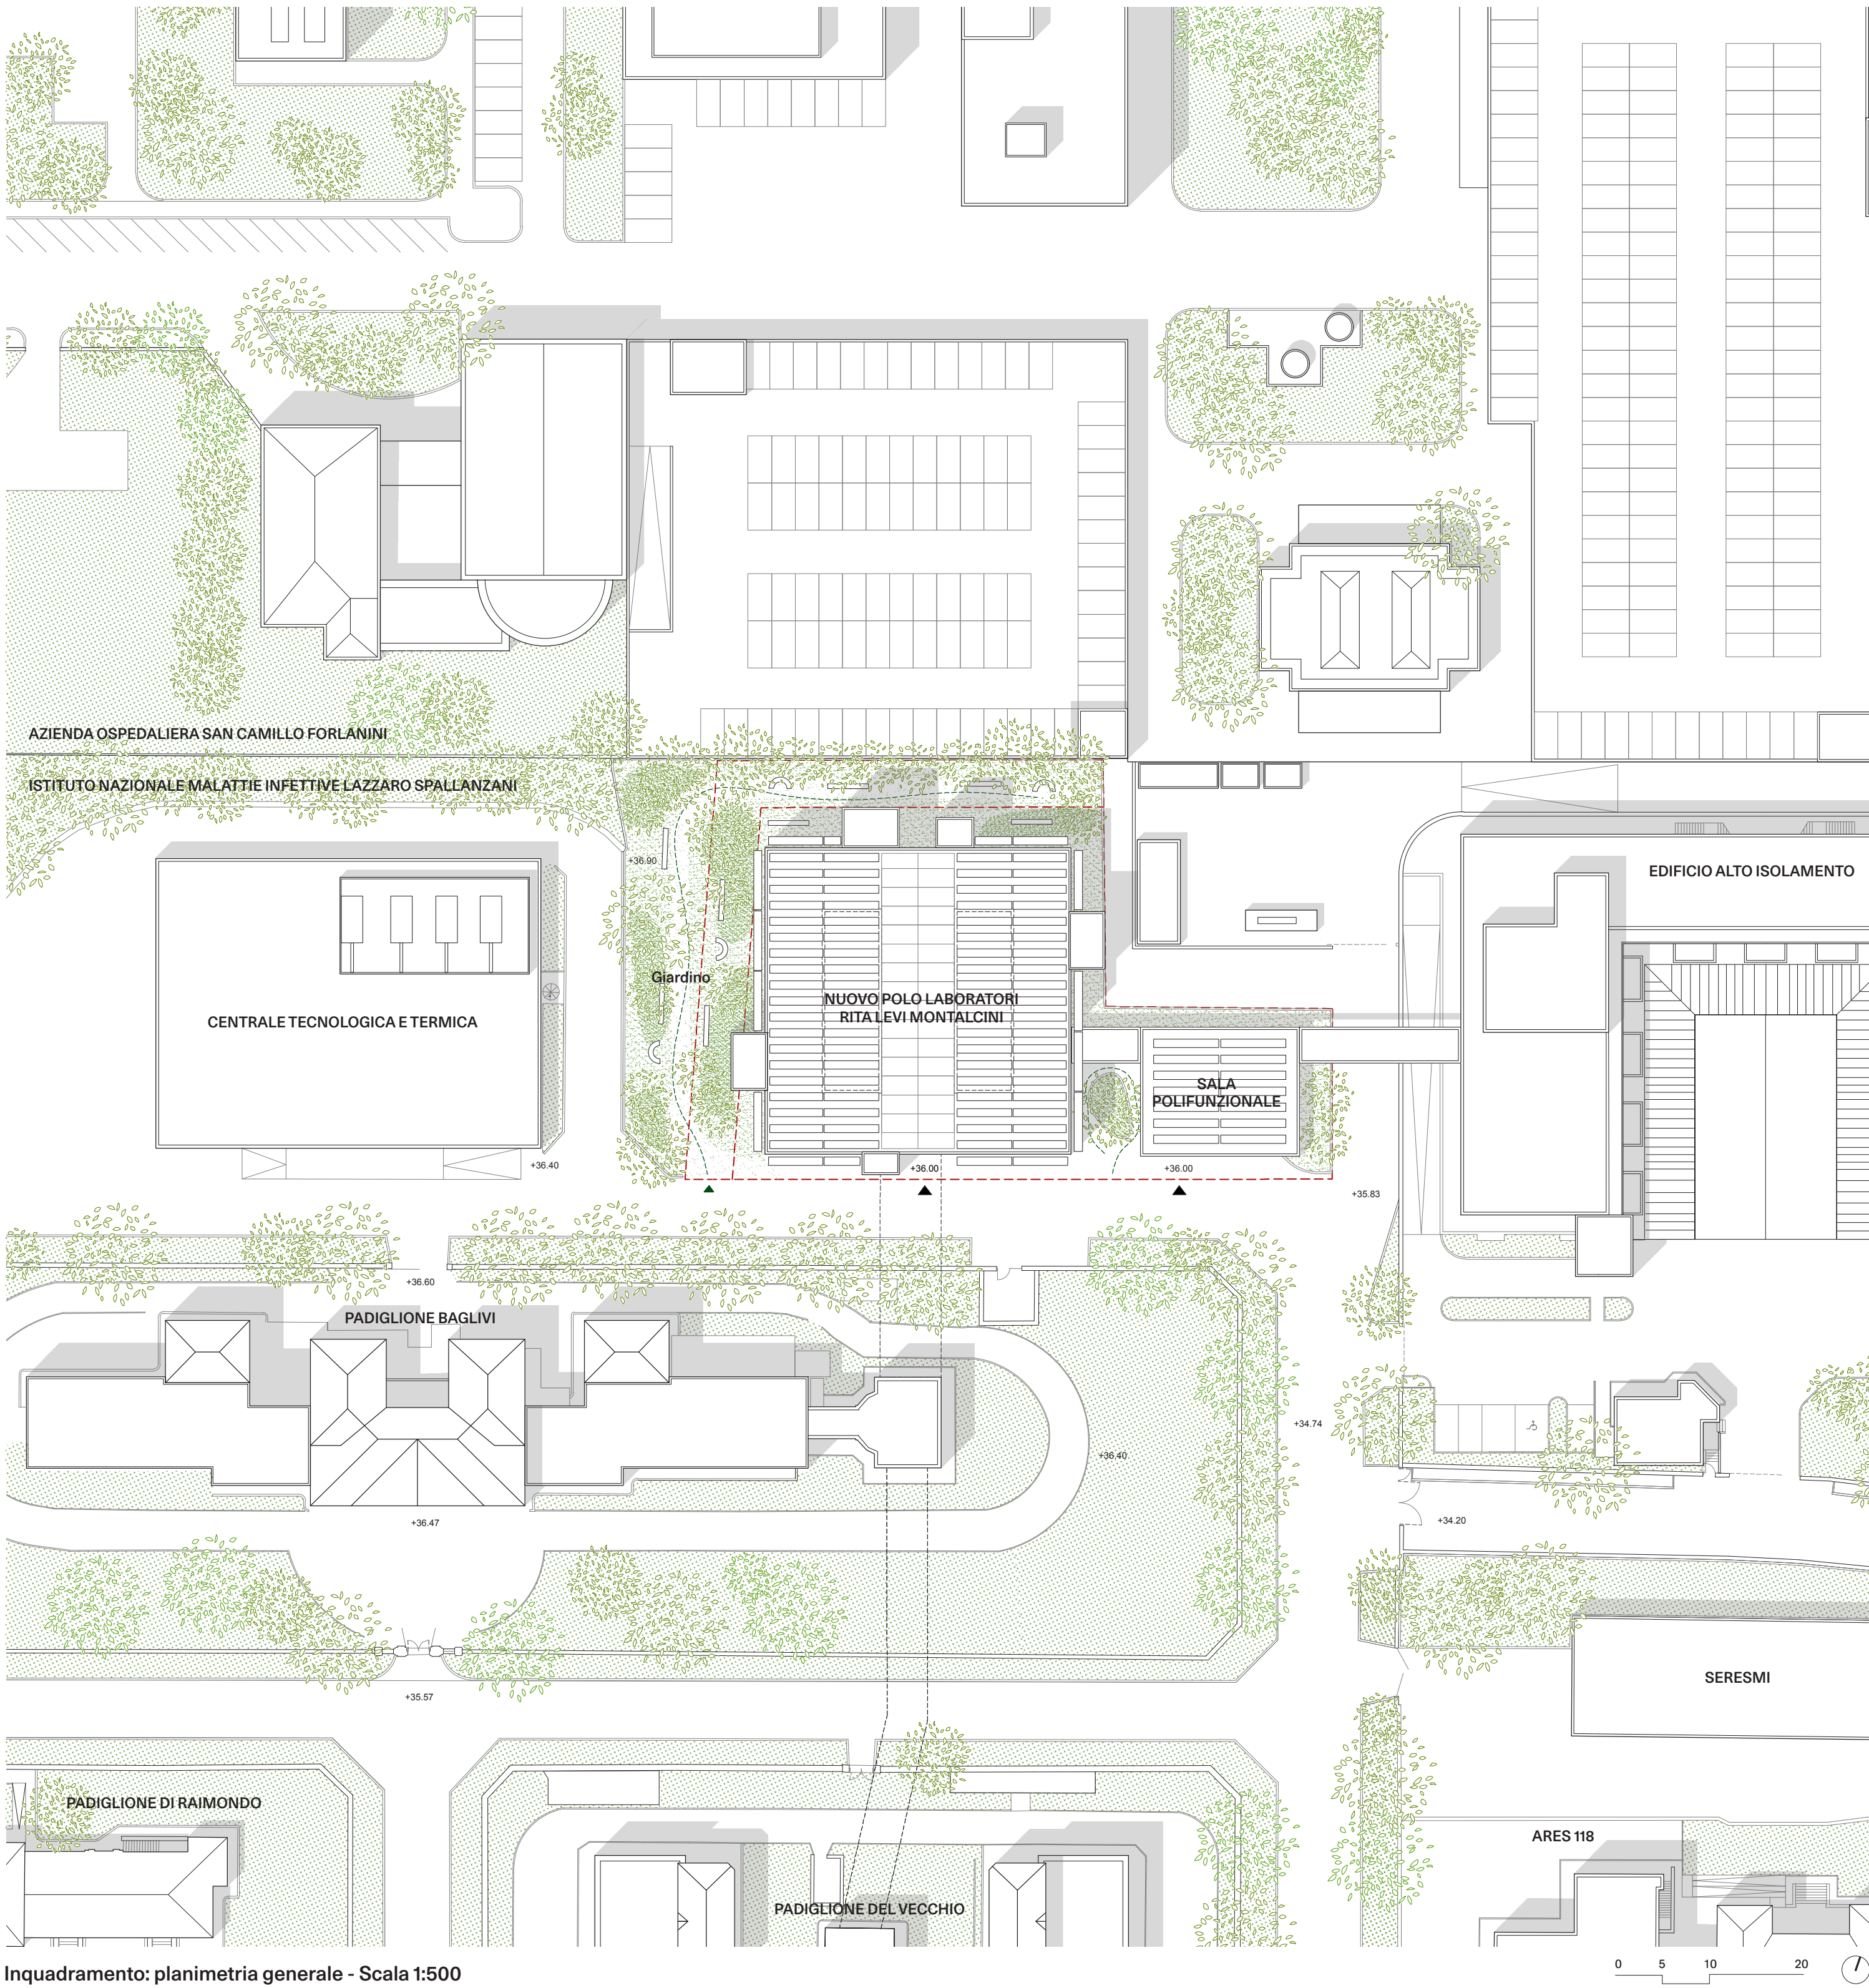 AZIENDA OSPEDALIERA SAN CAMILLO FORLANINI
ISTITUTO NAZIONALE MALATTIE INFETTIVE LAZZARO SPALLANZANI
+36.90
EDIFICIO ALTO ISOLAMENTO
Giardino
NUOVO POLO LABORATORI
RITA LEVI MONTALCINI
CENTRALE TECNOLOGICA E TERMICA
SALA
POLIFUNZIONALE
+36.40
+36.00
+36.00
+35.83
+36.60
PADIGLIONE BAGLIVI
+34.74
+36.40
+36.47
+34.20
SERESMI
+35.57
PADIGLIONE DI RAIMONDO
ARES 118
PADIGLIONE DEL VECCHIO
Inquadramento: planimetria generale - Scala 1:500
0 5 10 20